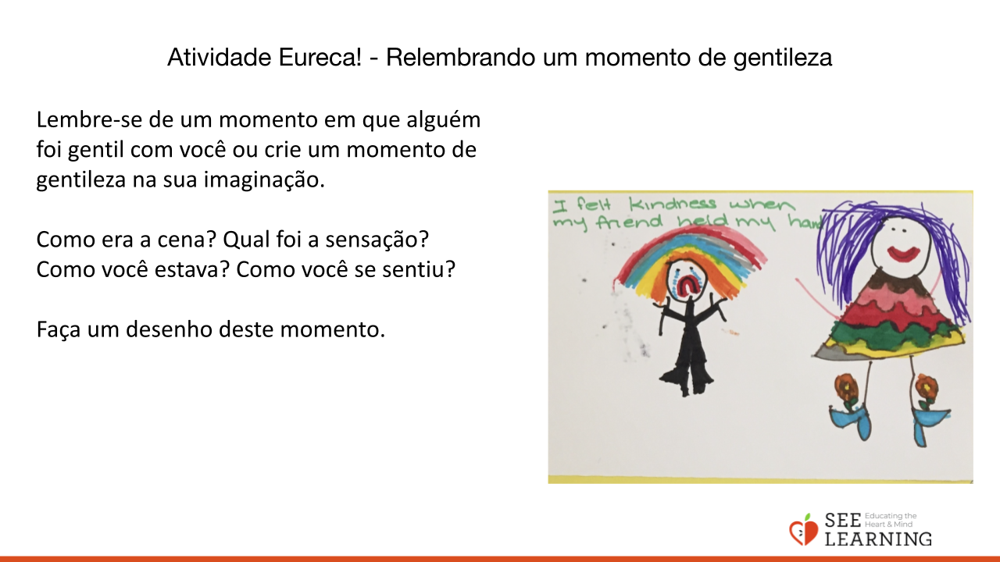 Atividade Eureca! - Relembrando um momento de gentileza
Lembre-se de um momento em que alguém
foi gentil com você ou crie um momento de
gentileza na sua imaginação.
Como era a cena? Qual foi a sensação?
Como você estava? Como você se sentiu?
Faça um desenho deste momento.
I felt kindness when
my friend held my hand
SEE
Educating the
Heart & Mind
LEARNING